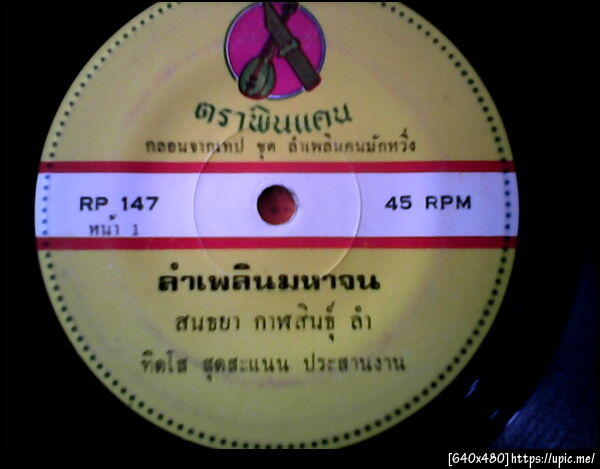 ตราพิณแคน
กลอนจากเทป ชุด ลำเพลินคนมักหวัง
RP 147
45 RPM
หน้า 1
ลำเพลินมหาจน
สนธยา กาฬสินธุ์ ลำ
ทิดโส สุดสะแนน ประสานงาน
[640x480]https://upic.me/